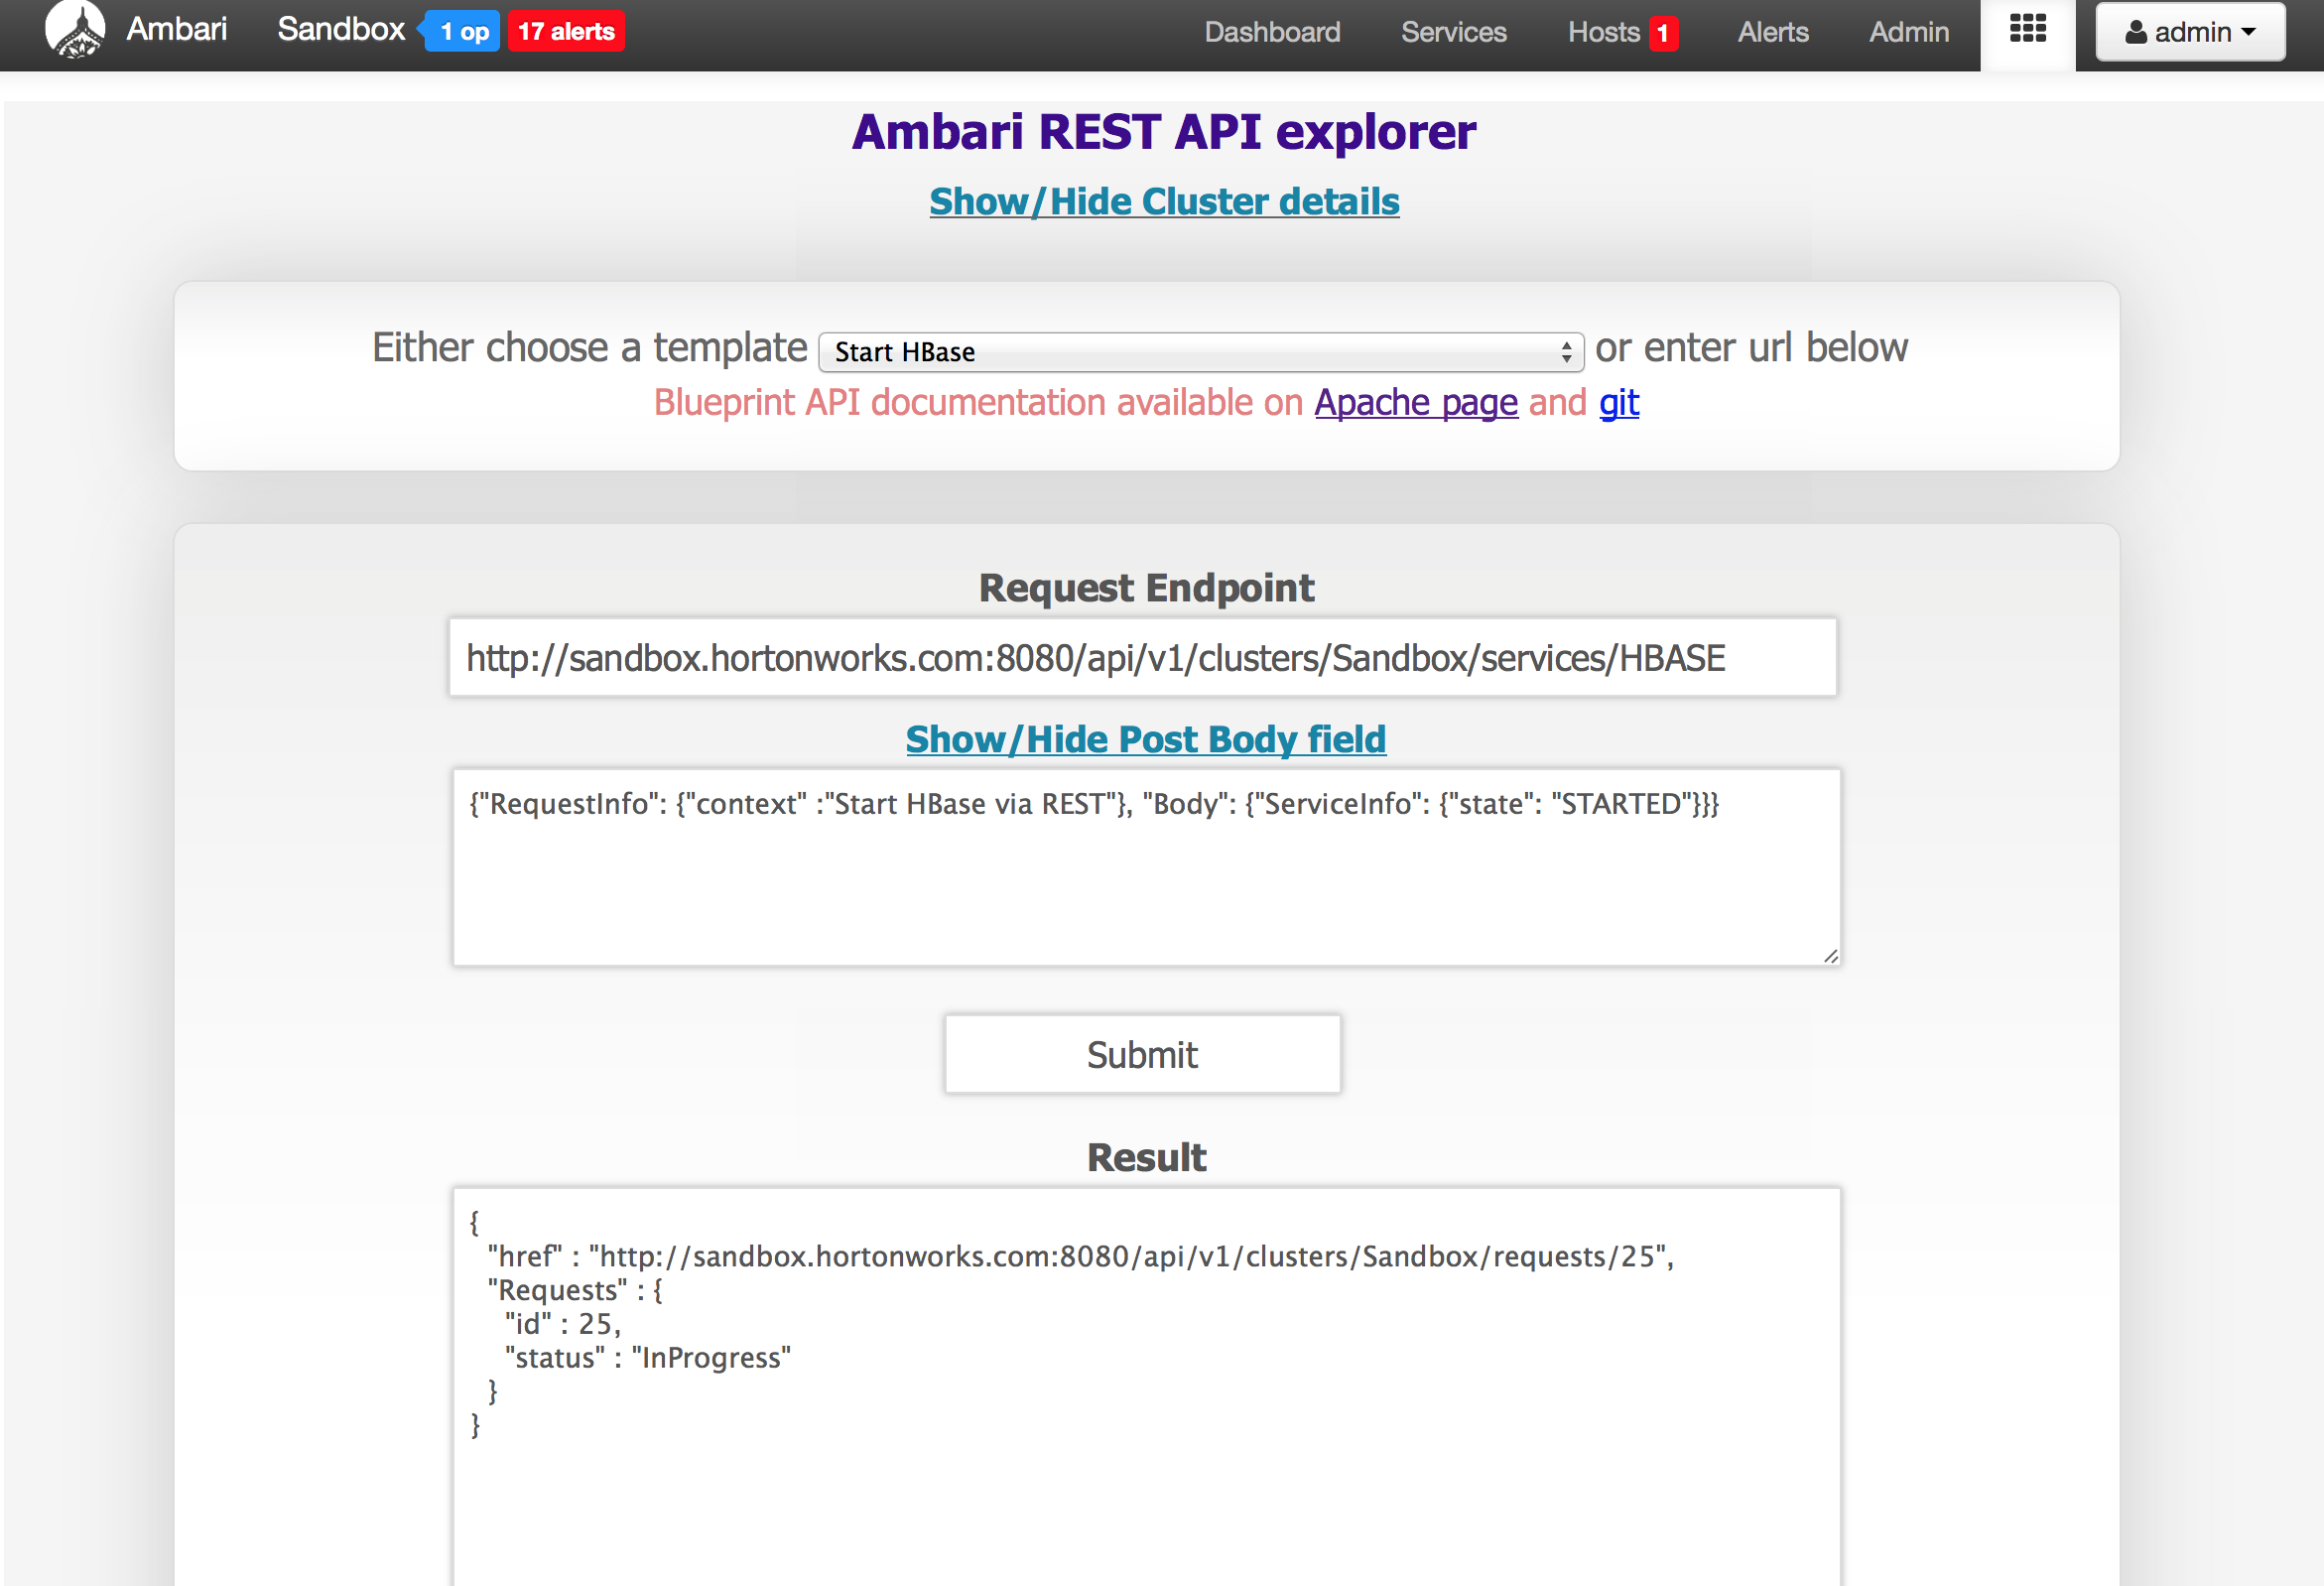 Ambari Sandbox 1 op 17 alerts Dashboard Services Hosts 1 Alerts Admin admin
Ambari REST API explorer
Show/Hide Cluster details
Either choose a template Start HBase or enter url below
Blueprint API documentation available on Apache page and git
Request Endpoint
http://sandbox.hortonworks.com:8080/api/v1/clusters/Sandbox/services/HBASE
Show/Hide Post Body field
{"RequestInfo": {"context" :"Start HBase via REST"}, "Body": {"ServiceInfo": {"state": "STARTED"}}}
Submit
Result
{
"href" : "http://sandbox.hortonworks.com:8080/api/v1/clusters/Sandbox/requests/25",
"Requests" : {
"id" : 25,
"status" : "InProgress"
}
}